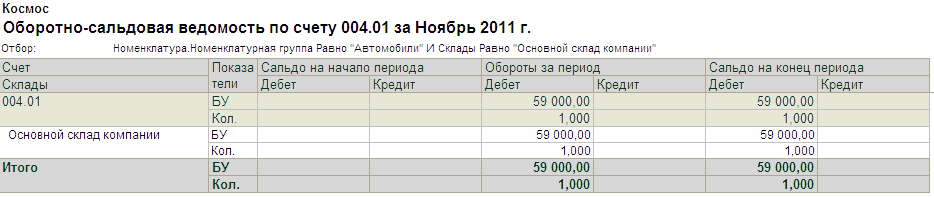 Космос
Оборотно-сальдовая ведомость по счету 004.01 за Ноябрь 2011 г.
Отбор: Номенклатура.Номенклатурная группа Равно "Автомобили" И Склады Равно "Основной склад компании"
Счет Показа Сальдо на начало периода Обороты за период Сальдо на конец периода
Склады тели Дебет Кредит Дебет Кредит Дебет Кредит
004.01 БУ 59 000,00 59 000,00
Кол. 1,000 1,000
Основной склад компании БУ 59 000,00 59 000,00
Кол. 1,000 1,000
Итого БУ 59 000,00 59 000,00
Кол. 1,000 1,000